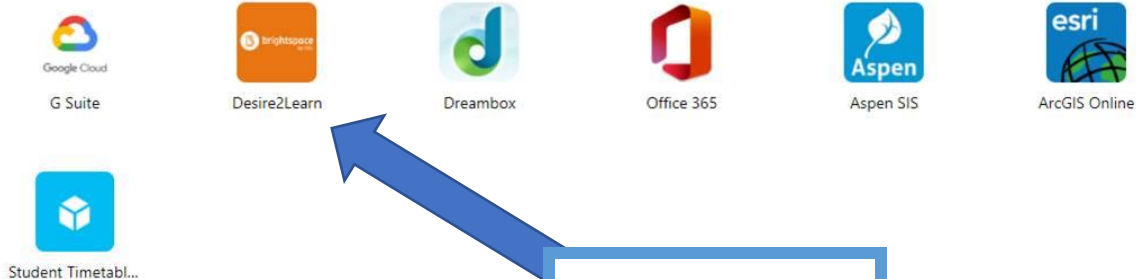 Google Cloud
G Suite
brightspace
Desire2Learn
Dreambox
Office 365
Aspen
Aspen SIS
esri
ArcGIS Online
Student Timetabl...